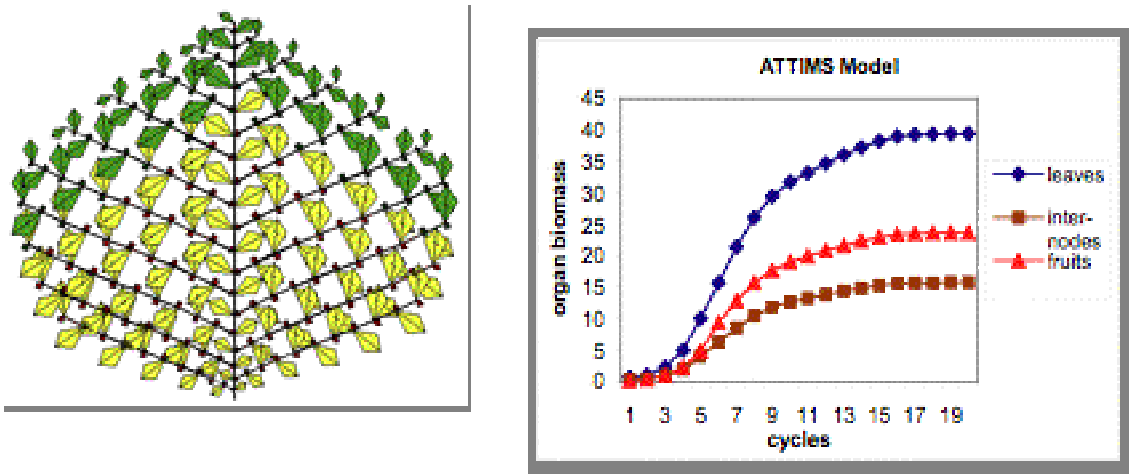 ATTIMS Model
45
40
35
30
25
20
15
10
5
0
organ biomass
1 3 5 7 9 11 13 15 17 19
cycles
leaves
inter-
nodes
fruits